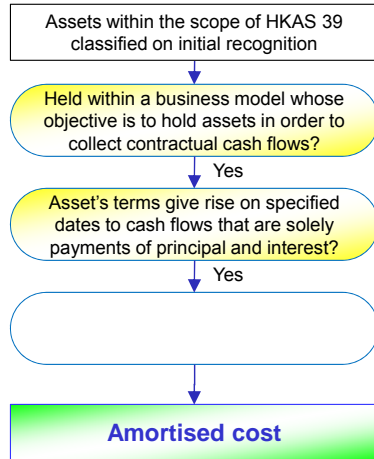 Assets within the scope of HKAS 39
classified on initial recognition
Held within a business model whose
objective is to hold assets in order to
collect contractual cash flows?
Yes
Asset's terms give rise on specified
dates to cash flows that are solely
payments of principal and interest?
Yes
Amortised cost